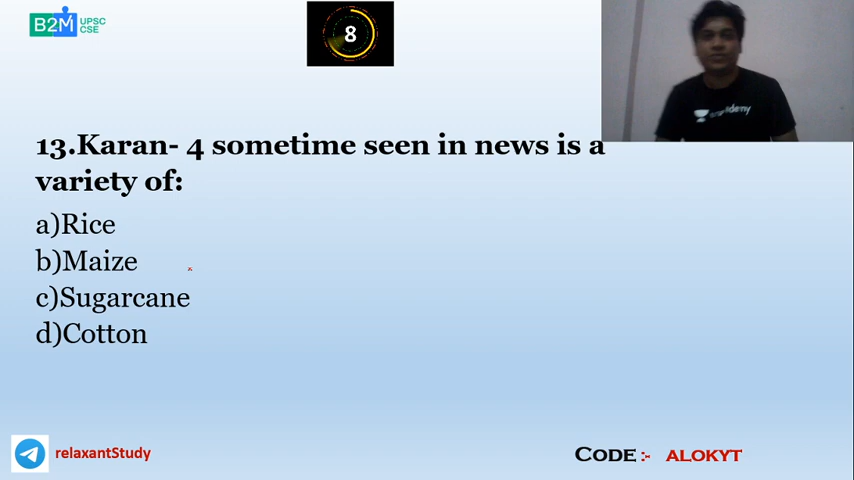 B2M UPSC
CSE
8
13.Karan- 4 sometime seen in news is a
variety of:
a)Rice
b)Maize
c)Sugarcane
d)Cotton
relaxantStudy
CODE :- ALOKYT